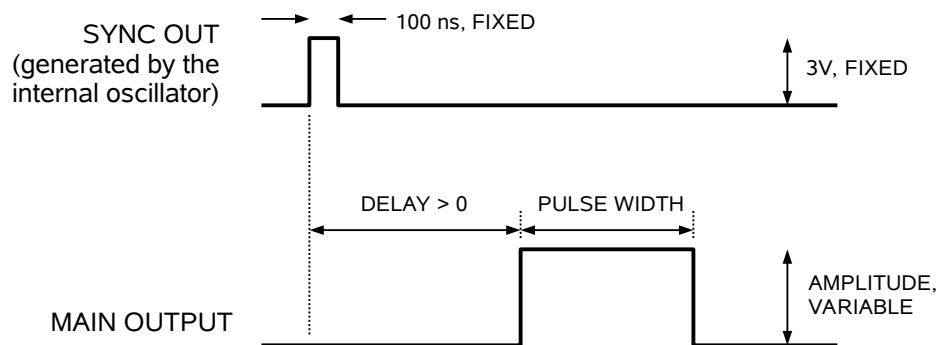 100 ns, FIXED
SYNC OUT
(generated by the
internal oscillator)
3V, FIXED
DELAY > 0
PULSE WIDTH
AMPLITUDE,
VARIABLE
MAIN OUTPUT